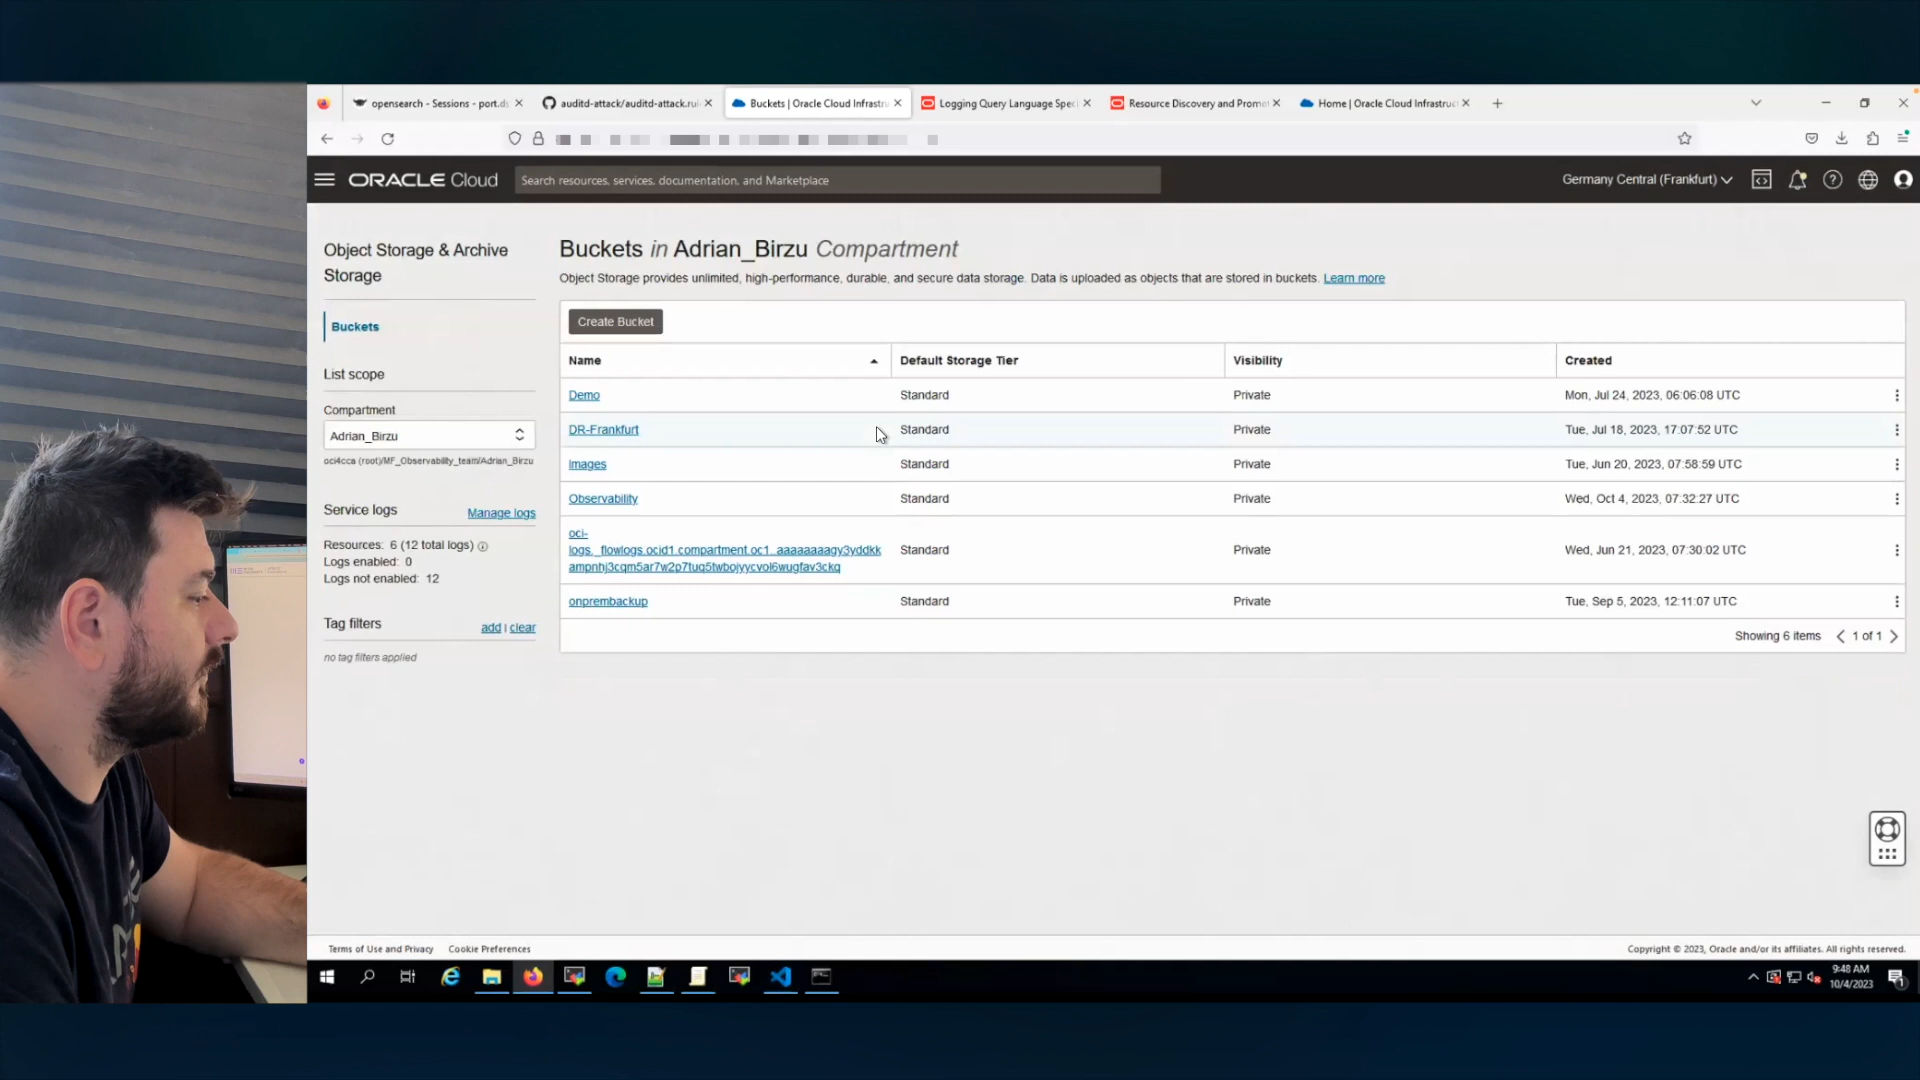 opensearch - Sessions - port.ds
auditd-attack/auditd-attack.rul
Buckets | Oracle Cloud Infrastru
Logging Query Language Speci
Resource Discovery and Promot
Home | Oracle Cloud Infrastruct
ORACLE Cloud
Search resources, services, documentation, and Marketplace
Germany Central (Frankfurt)
Object Storage & Archive
Storage
Buckets
List scope
Compartment
Adrian_Birzu
oci4cca (root)/MF_Observability_team/Adrian_Birzu
Service logs
Manage logs
Resources: 6 (12 total logs)
Logs enabled: 0
Logs not enabled: 12
Tag filters
add | clear
no tag filters applied
Buckets in Adrian_Birzu Compartment
Object Storage provides unlimited, high-performance, durable, and secure data storage. Data is uploaded as objects that are stored in buckets. Learn more
Create Bucket
Name Default Storage Tier Visibility Created
Demo Standard Private Mon, Jul 24, 2023, 06:06:08 UTC
DR-Frankfurt Standard Private Tue, Jul 18, 2023, 17:07:52 UTC
Images Standard Private Tue, Jun 20, 2023, 07:58:59 UTC
Observability Standard Private Wed, Oct 4, 2023, 07:32:27 UTC
oci-
logs._flowlogs.ocid1.compartment.oc1..aaaaaaaagy3yddkk
ampnhj3cqm5ar7w2p7tuq5twbojyycvol6wugfav3ckq
Standard Private Wed, Jun 21, 2023, 07:30:02 UTC
onprembackup Standard Private Tue, Sep 5, 2023, 12:11:07 UTC
Showing 6 items 1 of 1
Terms of Use and Privacy Cookie Preferences
Copyright © 2023, Oracle and/or its affiliates. All rights reserved.
9:48 AM
10/4/2023
1